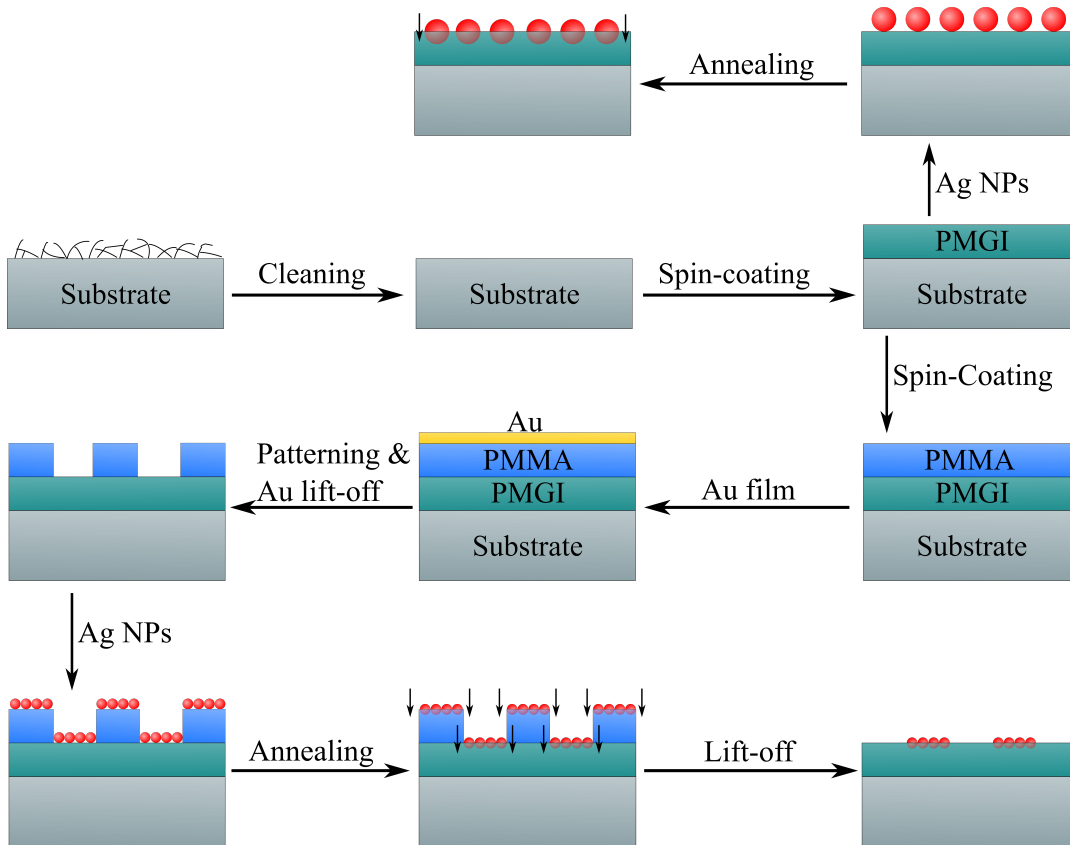 Annealing
Ag NPs
PMGI
Substrate
Cleaning
Substrate
Spin-coating
Substrate
Spin-Coating
Au
Patterning &
Au lift-off
PMMA
PMGI
Substrate
Au film
PMMA
PMGI
Substrate
Ag NPs
Annealing
Lift-off